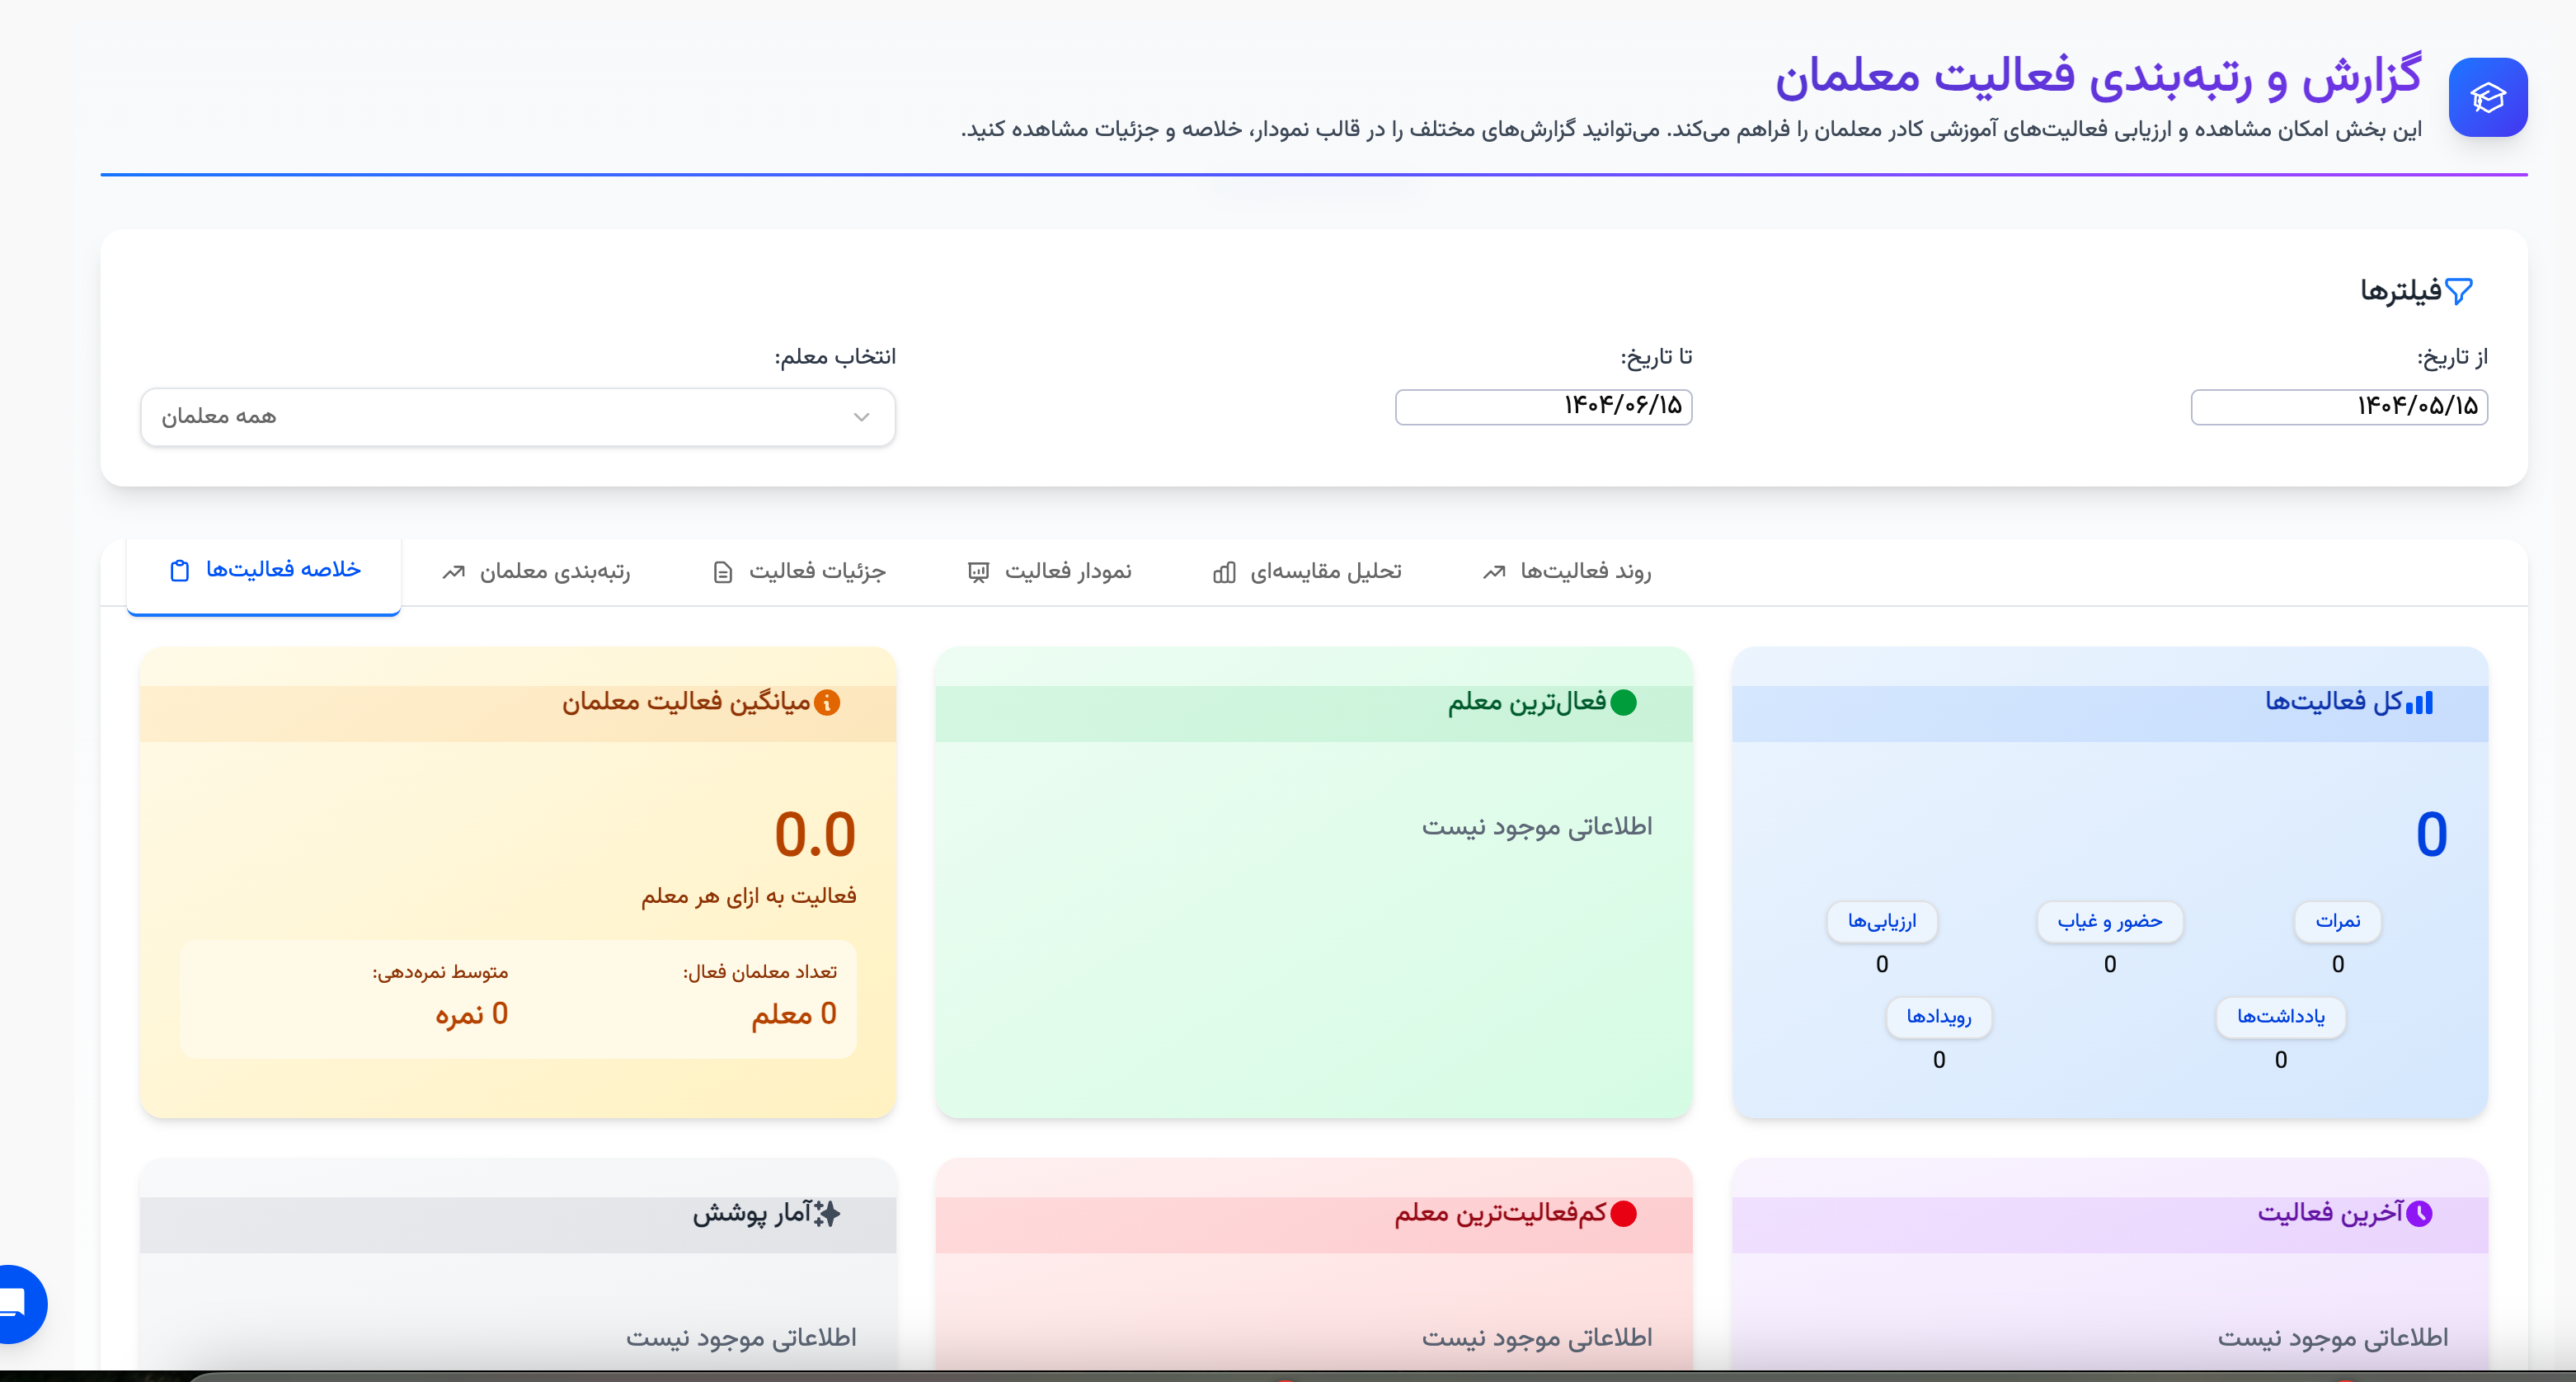 گزارش و رتبه‌بندی فعالیت معلمان
این بخش امکان مشاهده و ارزیابی فعالیت‌های آموزشی کادر معلمان را فراهم می‌کند. می‌توانید گزارش‌های مختلف را در قالب نمودار، خلاصه و جزئیات مشاهده کنید.
فیلترها
از تاریخ:
۱۴۰۴/۰۵/۱۵
تا تاریخ:
۱۴۰۴/۰۶/۱۵
انتخاب معلم:
همه معلمان
روند فعالیت‌ها
تحلیل مقایسه‌ای
نمودار فعالیت
جزئیات فعالیت
رتبه‌بندی معلمان
خلاصه فعالیت‌ها
کل فعالیت‌ها
0
نمرات
0
حضور و غیاب
0
ارزیابی‌ها
0
یادداشت‌ها
0
رویدادها
0
فعال‌ترین معلم
اطلاعاتی موجود نیست
میانگین فعالیت معلمان
0.0
فعالیت به ازای هر معلم
تعداد معلمان فعال:
0 معلم
متوسط نمره‌دهی:
0 نمره
آخرین فعالیت
اطلاعاتی موجود نیست
کم‌فعالیت‌ترین معلم
اطلاعاتی موجود نیست
آمار پوشش
اطلاعاتی موجود نیست